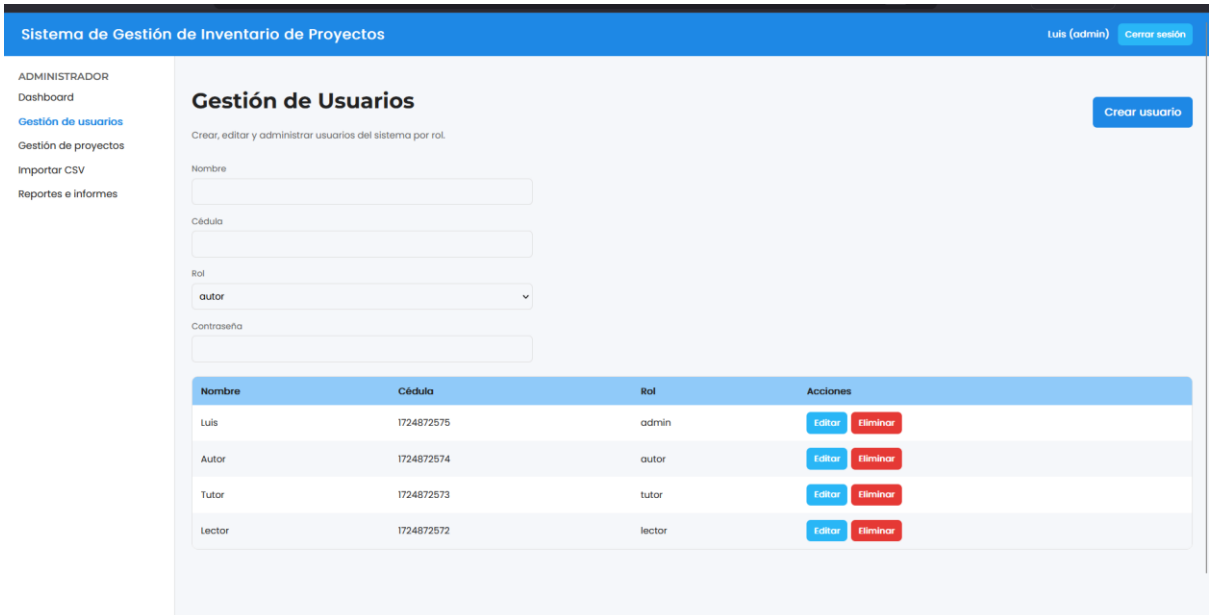 Sistema de Gestión de Inventario de Proyectos
Luis (admin) Cerrar sesión
ADMINISTRADOR
Dashboard
Gestión de usuarios
Gestión de proyectos
Importar CSV
Reportes e informes
Gestión de Usuarios
Crear usuario
Crear, editar y administrar usuarios del sistema por rol.
Nombre
Cédula
Rol
autor
Contraseña
Nombre Cédula Rol Acciones
Luis 1724872575 admin Editar Eliminar
Autor 1724872574 autor Editar Eliminar
Tutor 1724872573 tutor Editar Eliminar
Lector 1724872572 lector Editar Eliminar